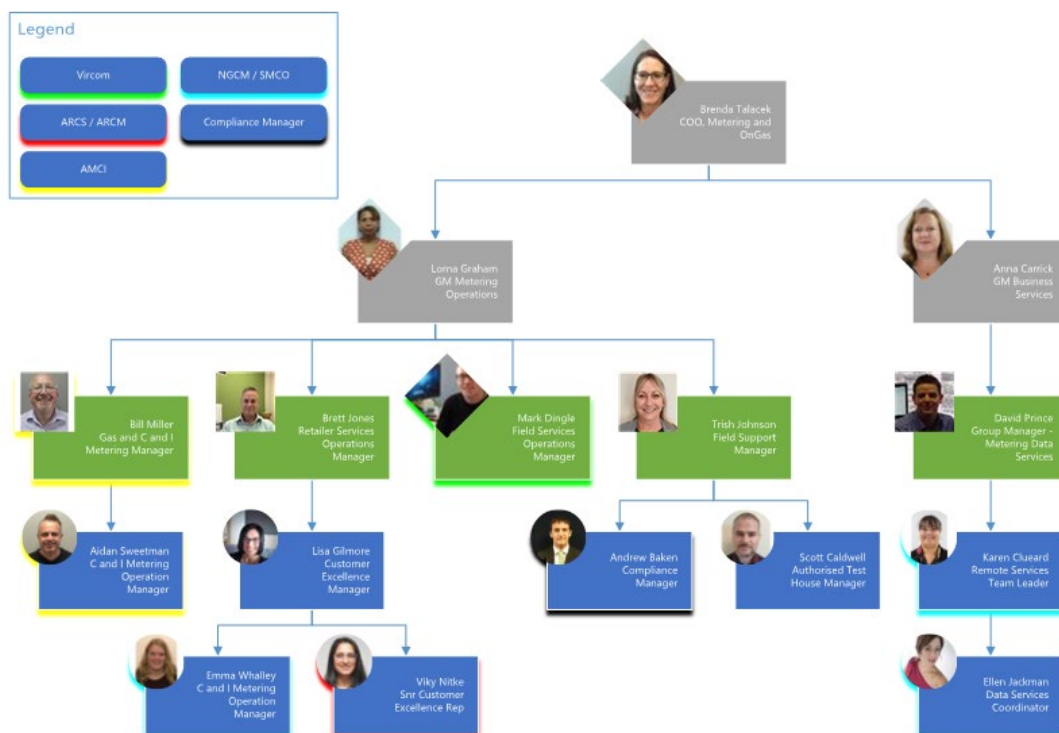 Legend
Vircom
NGCM / SMCO
ARCS / ARCM
Compliance Manager
AMCI
Brenda Talacek
COO, Metering and
OnGas
Lorna Graham
GM Metering
Operations
Anna Carrick
GM Business
Services
Bill Miller
Gas and C and I
Metering Manager
Brett Jones
Retailer Services
Operations
Manager
Mark Dingle
Field Services
Operations
Manager
Trish Johnson
Field Support
Manager
David Prince
Group Manager -
Metering Data
Services
Aidan Sweetman
C and I Metering
Operation
Manager
Lisa Gilmore
Customer
Excellence
Manager
Andrew Baken
Compliance
Manager
Scott Caldwell
Authorised Test
House Manager
Karen Clueard
Remote Services
Team Leader
Emma Whalley
C and I Metering
Operation
Manager
Viky Nitke
Snr Customer
Excellence Rep
Ellen Jackman
Data Services
Coordinator